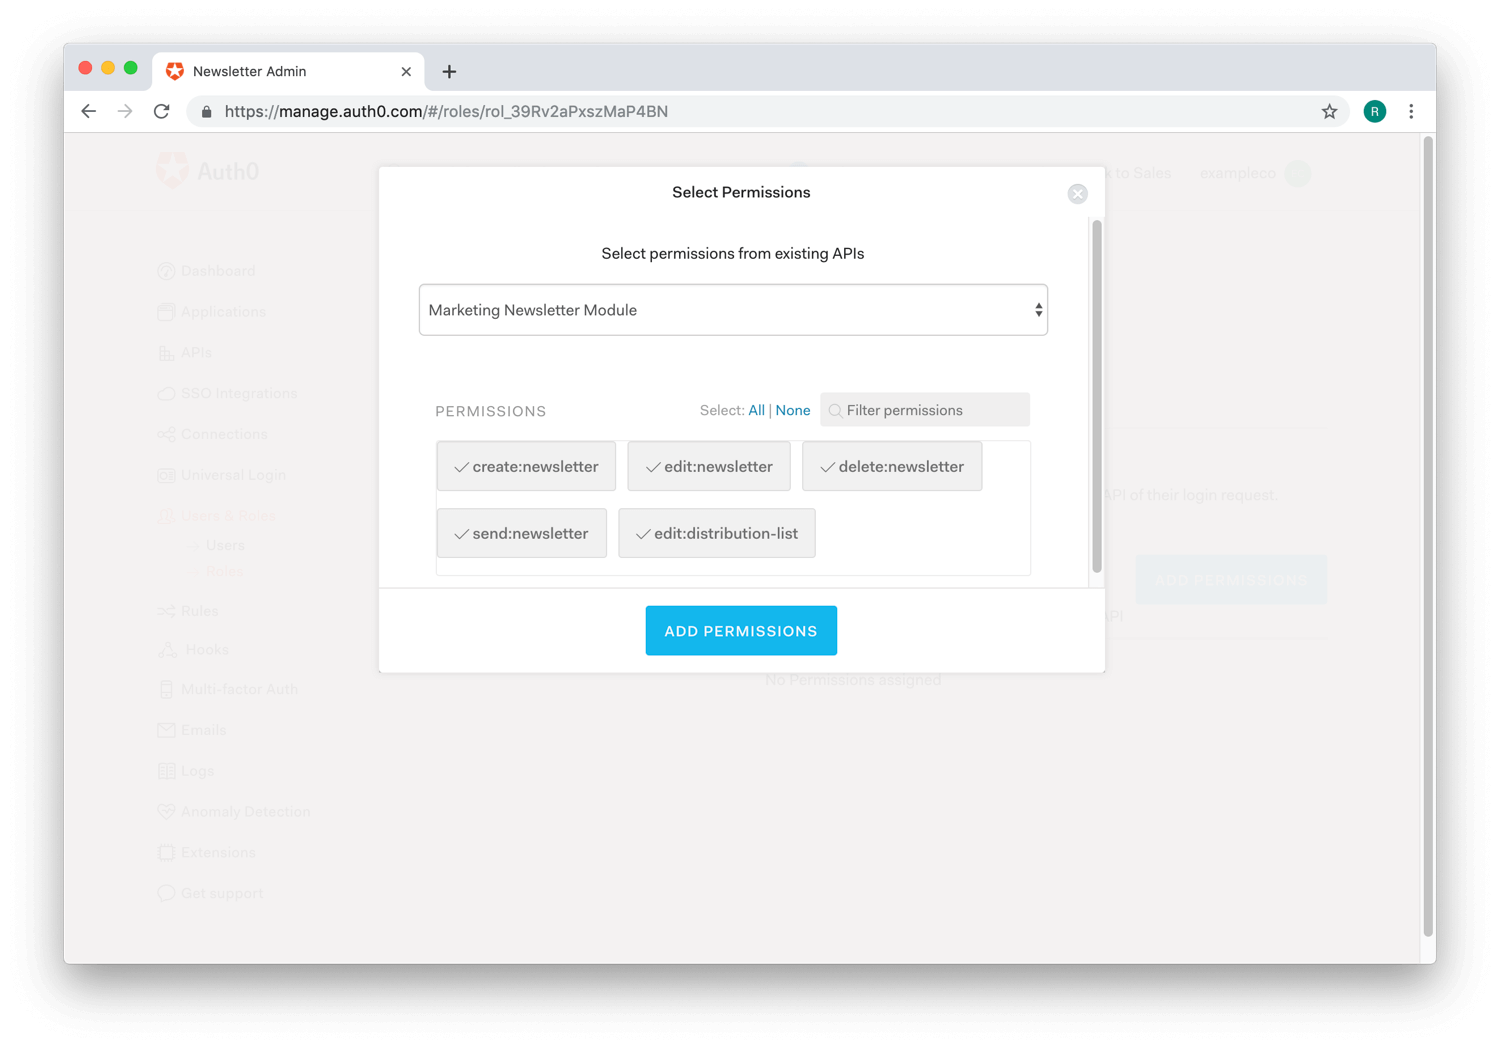 Newsletter Admin
https://manage.auth0.com/#/roles/rol_39Rv2aPxszMaP4BN
R
Auth0
to Sales
exampleco
Dashboard
Applications
APIs
SSO Integrations
Connections
Universal Login
Users & Roles
Users
Roles
Rules
Hooks
Multi-factor Auth
Emails
Logs
Anomaly Detection
Extensions
Get support
Select Permissions
Select permissions from existing APIs
Marketing Newsletter Module
PERMISSIONS
Select: All | None
Filter permissions
create:newsletter edit:newsletter delete:newsletter
send:newsletter edit:distribution-list
ADD PERMISSIONS
API of their login request.
ADD PERMISSIONS
API
No Permissions assigned